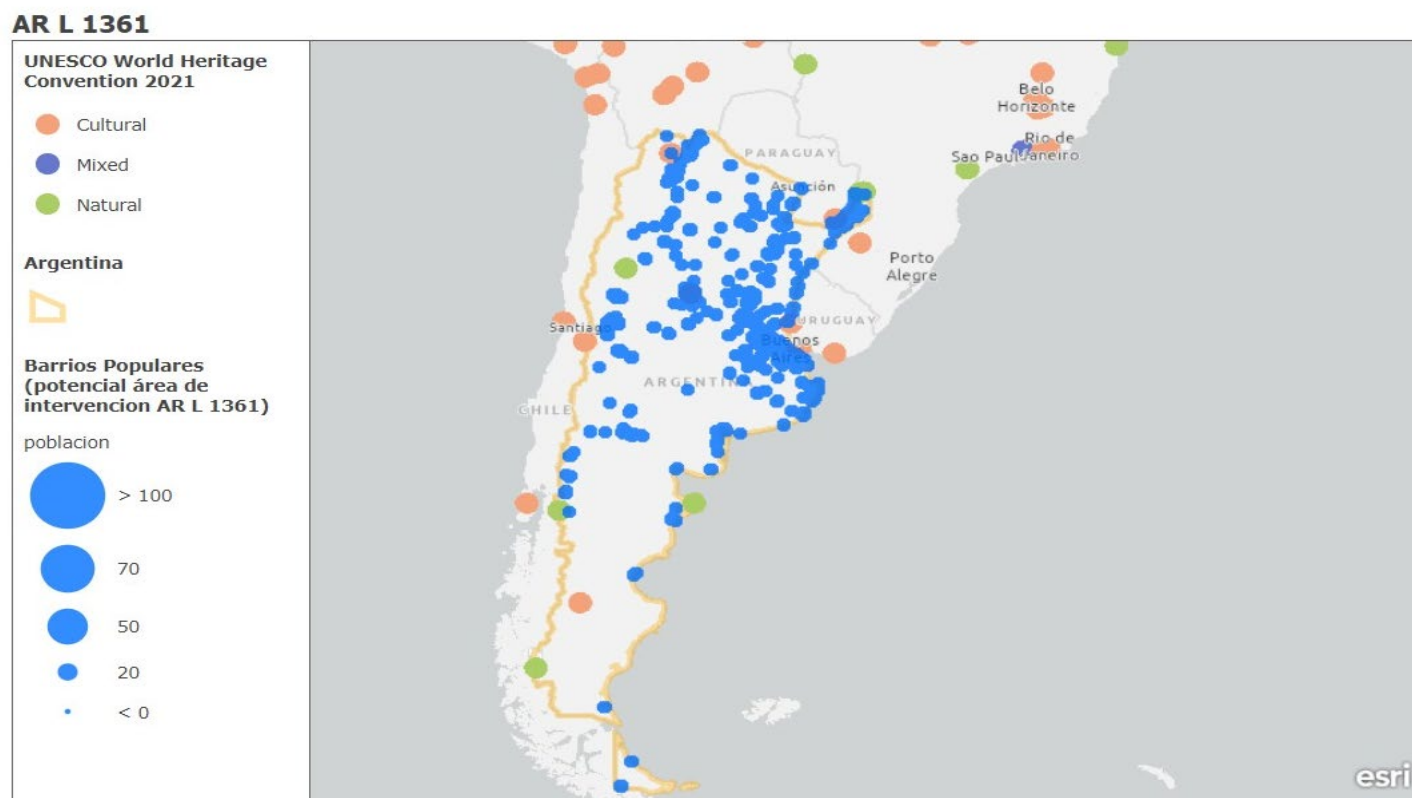 AR L 1361
UNESCO World Heritage
Convention 2021
Cultural
Mixed
Natural
Argentina
Barrios Populares
(potencial área de
intervencion AR L 1361)
poblacion
> 100
70
50
20
< 0
Belo
Horizonte
Rio de
Janeiro
Sao Paul
PARAGUAY
Asunción
Porto
Alegre
Santiago
URUGUAY
Buenos
Aires
ARGENTINA
CHILE
esri